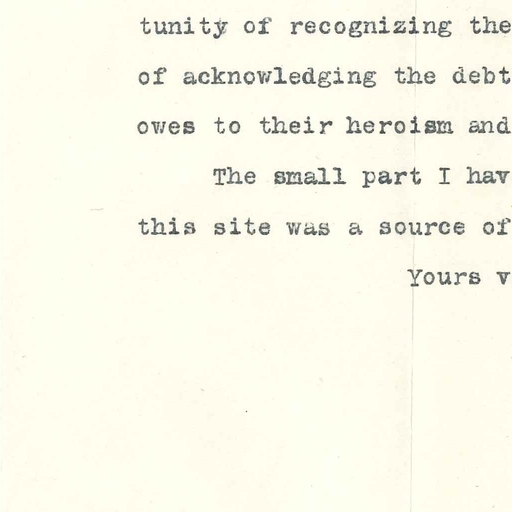 tunity of recognizing the
of acknowledging the debt
owes to their heroism and
The small part I hav
this site was a source of
Yours v